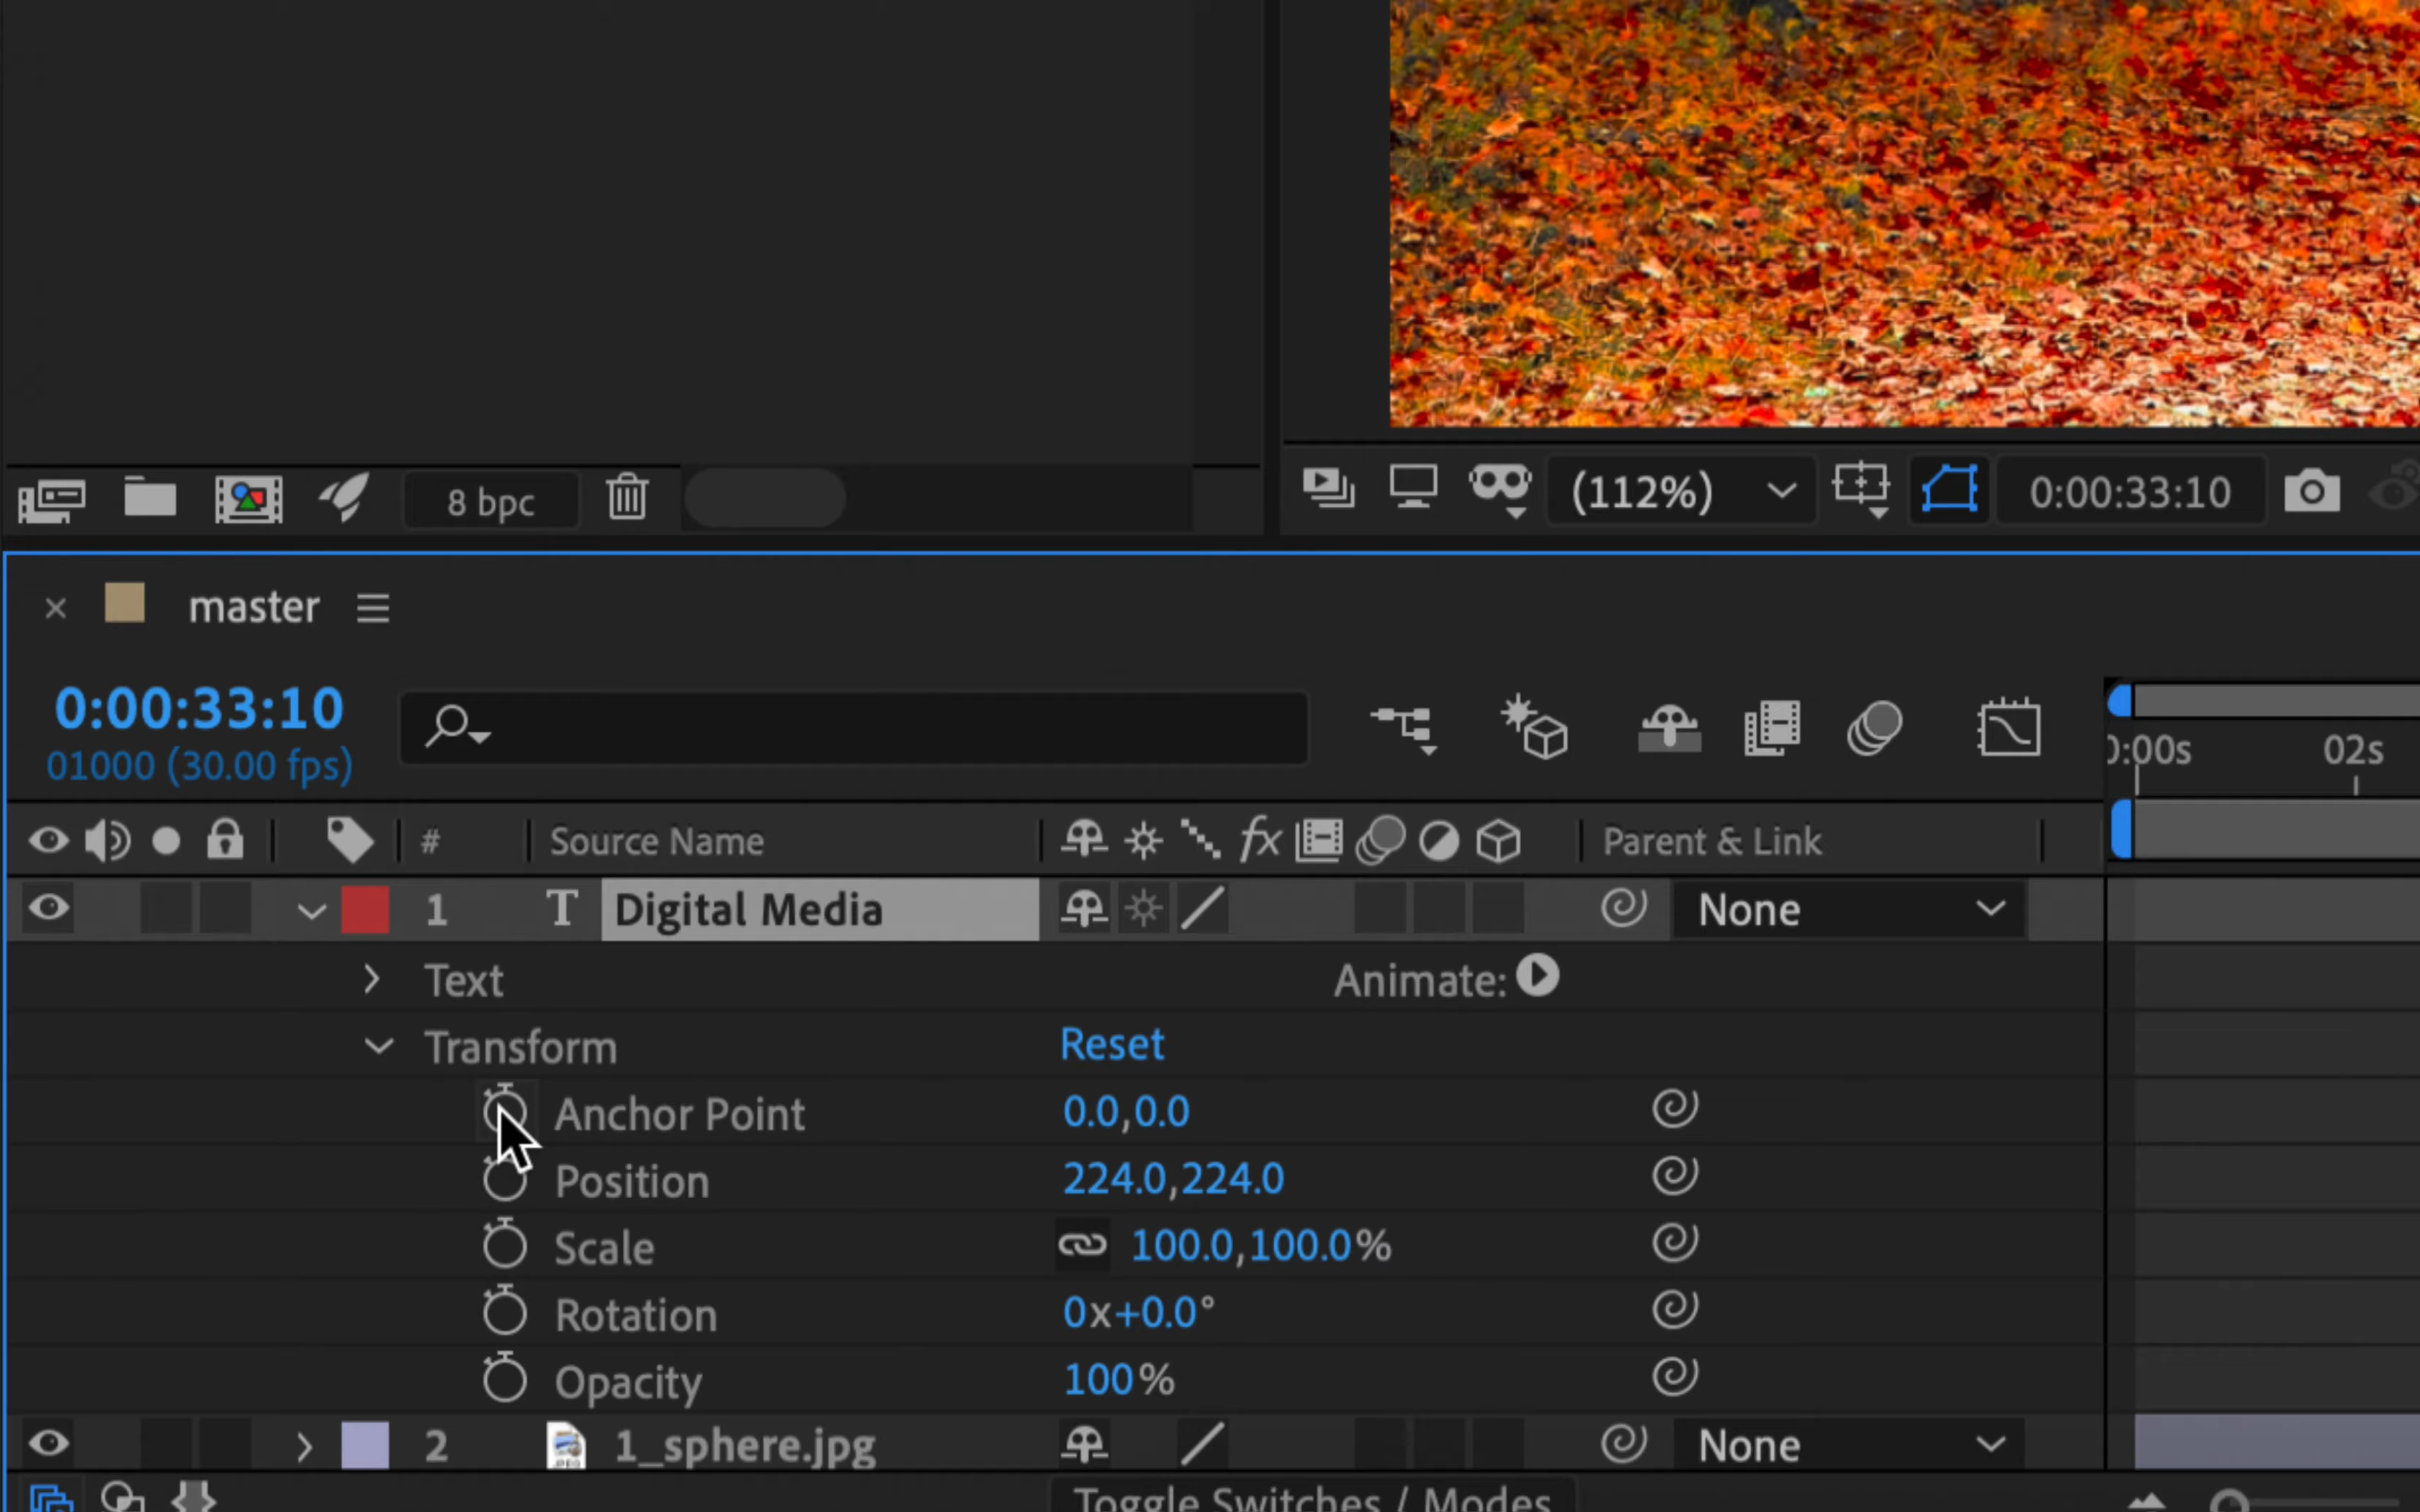 8 bpc
(112%)
0:00:33:10
master
0:00:33:10
01000 (30.00 fps)
0:00s 02s
# Source Name fx Parent & Link
1 T Digital Media None
Text Animate:
Transform Reset
Anchor Point 0.0,0.0
Position 224.0,224.0
Scale 100.0,100.0%
Rotation 0x+0.0°
Opacity 100%
2 1_sphere.jpg None
Toggle Switches / Modes